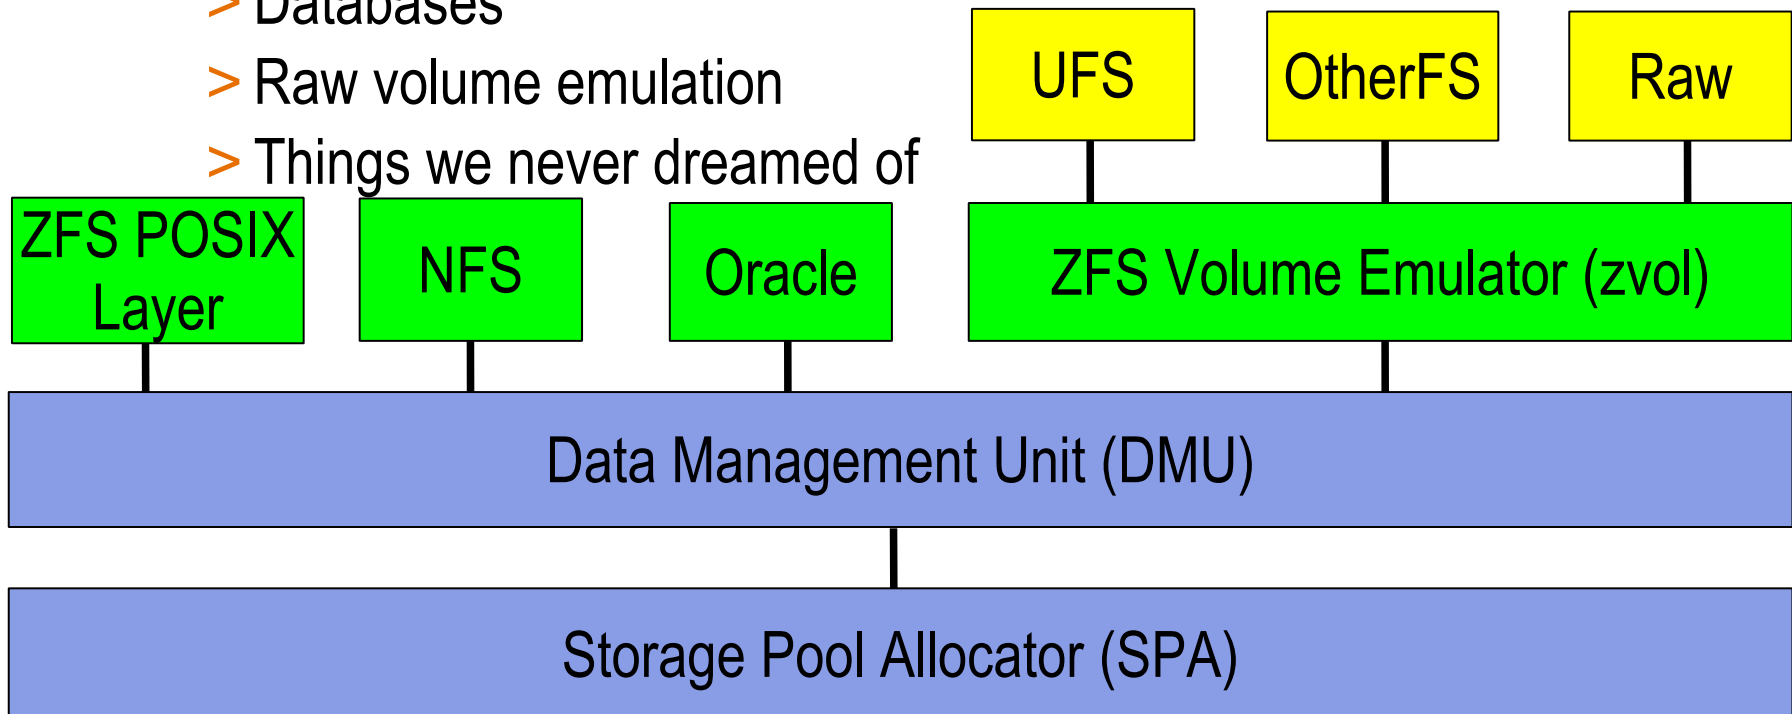 > Databases
> Raw volume emulation
> Things we never dreamed of
UFS
OtherFS
Raw
ZFS POSIX
Layer
NFS
Oracle
ZFS Volume Emulator (zvol)
Data Management Unit (DMU)
Storage Pool Allocator (SPA)